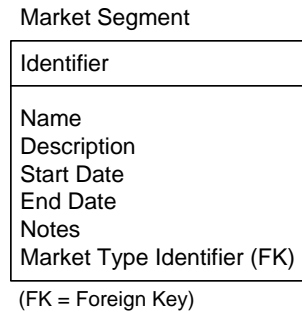 Market Segment
Identifier
Name
Description
Start Date
End Date
Notes
Market Type Identifier (FK)
(FK = Foreign Key)